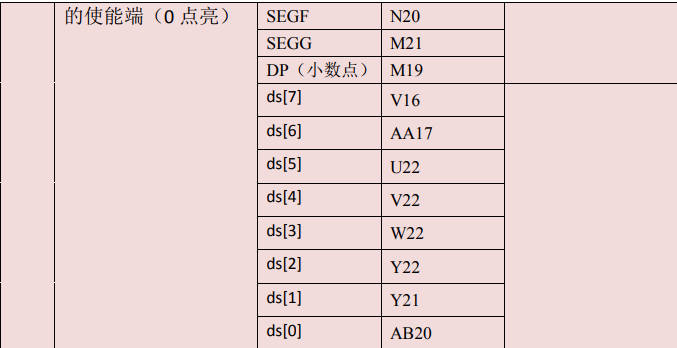 的使能端（0 点亮） SEGF N20
SEGG M21
DP（小数点） M19
ds[7] V16
ds[6] AA17
ds[5] U22
ds[4] V22
ds[3] W22
ds[2] Y22
ds[1] Y21
ds[0] AB20